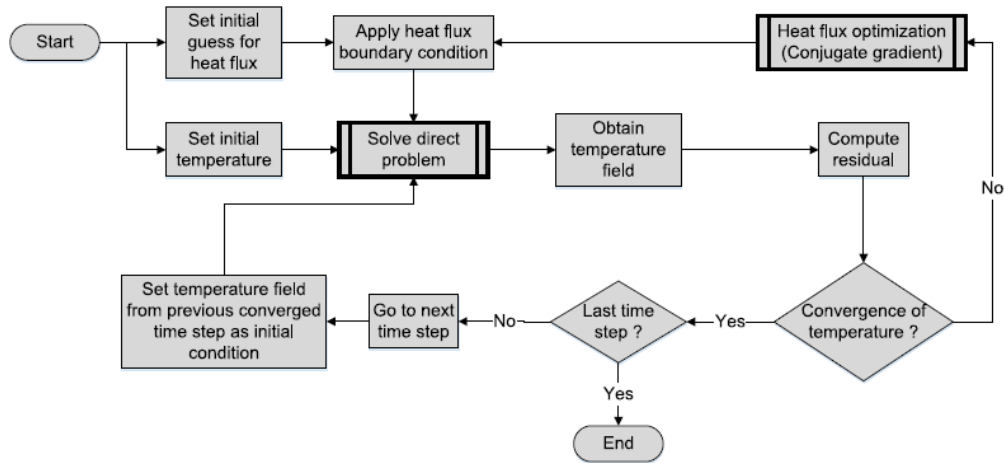 Start
Set initial
guess for
heat flux
Apply heat flux
boundary condition
Heat flux optimization
(Conjugate gradient)
Set initial
temperature
Solve direct
problem
Obtain
temperature
field
Compute
residual
No
Set temperature field
from previous converged
time step as initial
condition
Go to next
time step
No
Last time
step ?
Yes
Convergence of
temperature ?
Yes
End